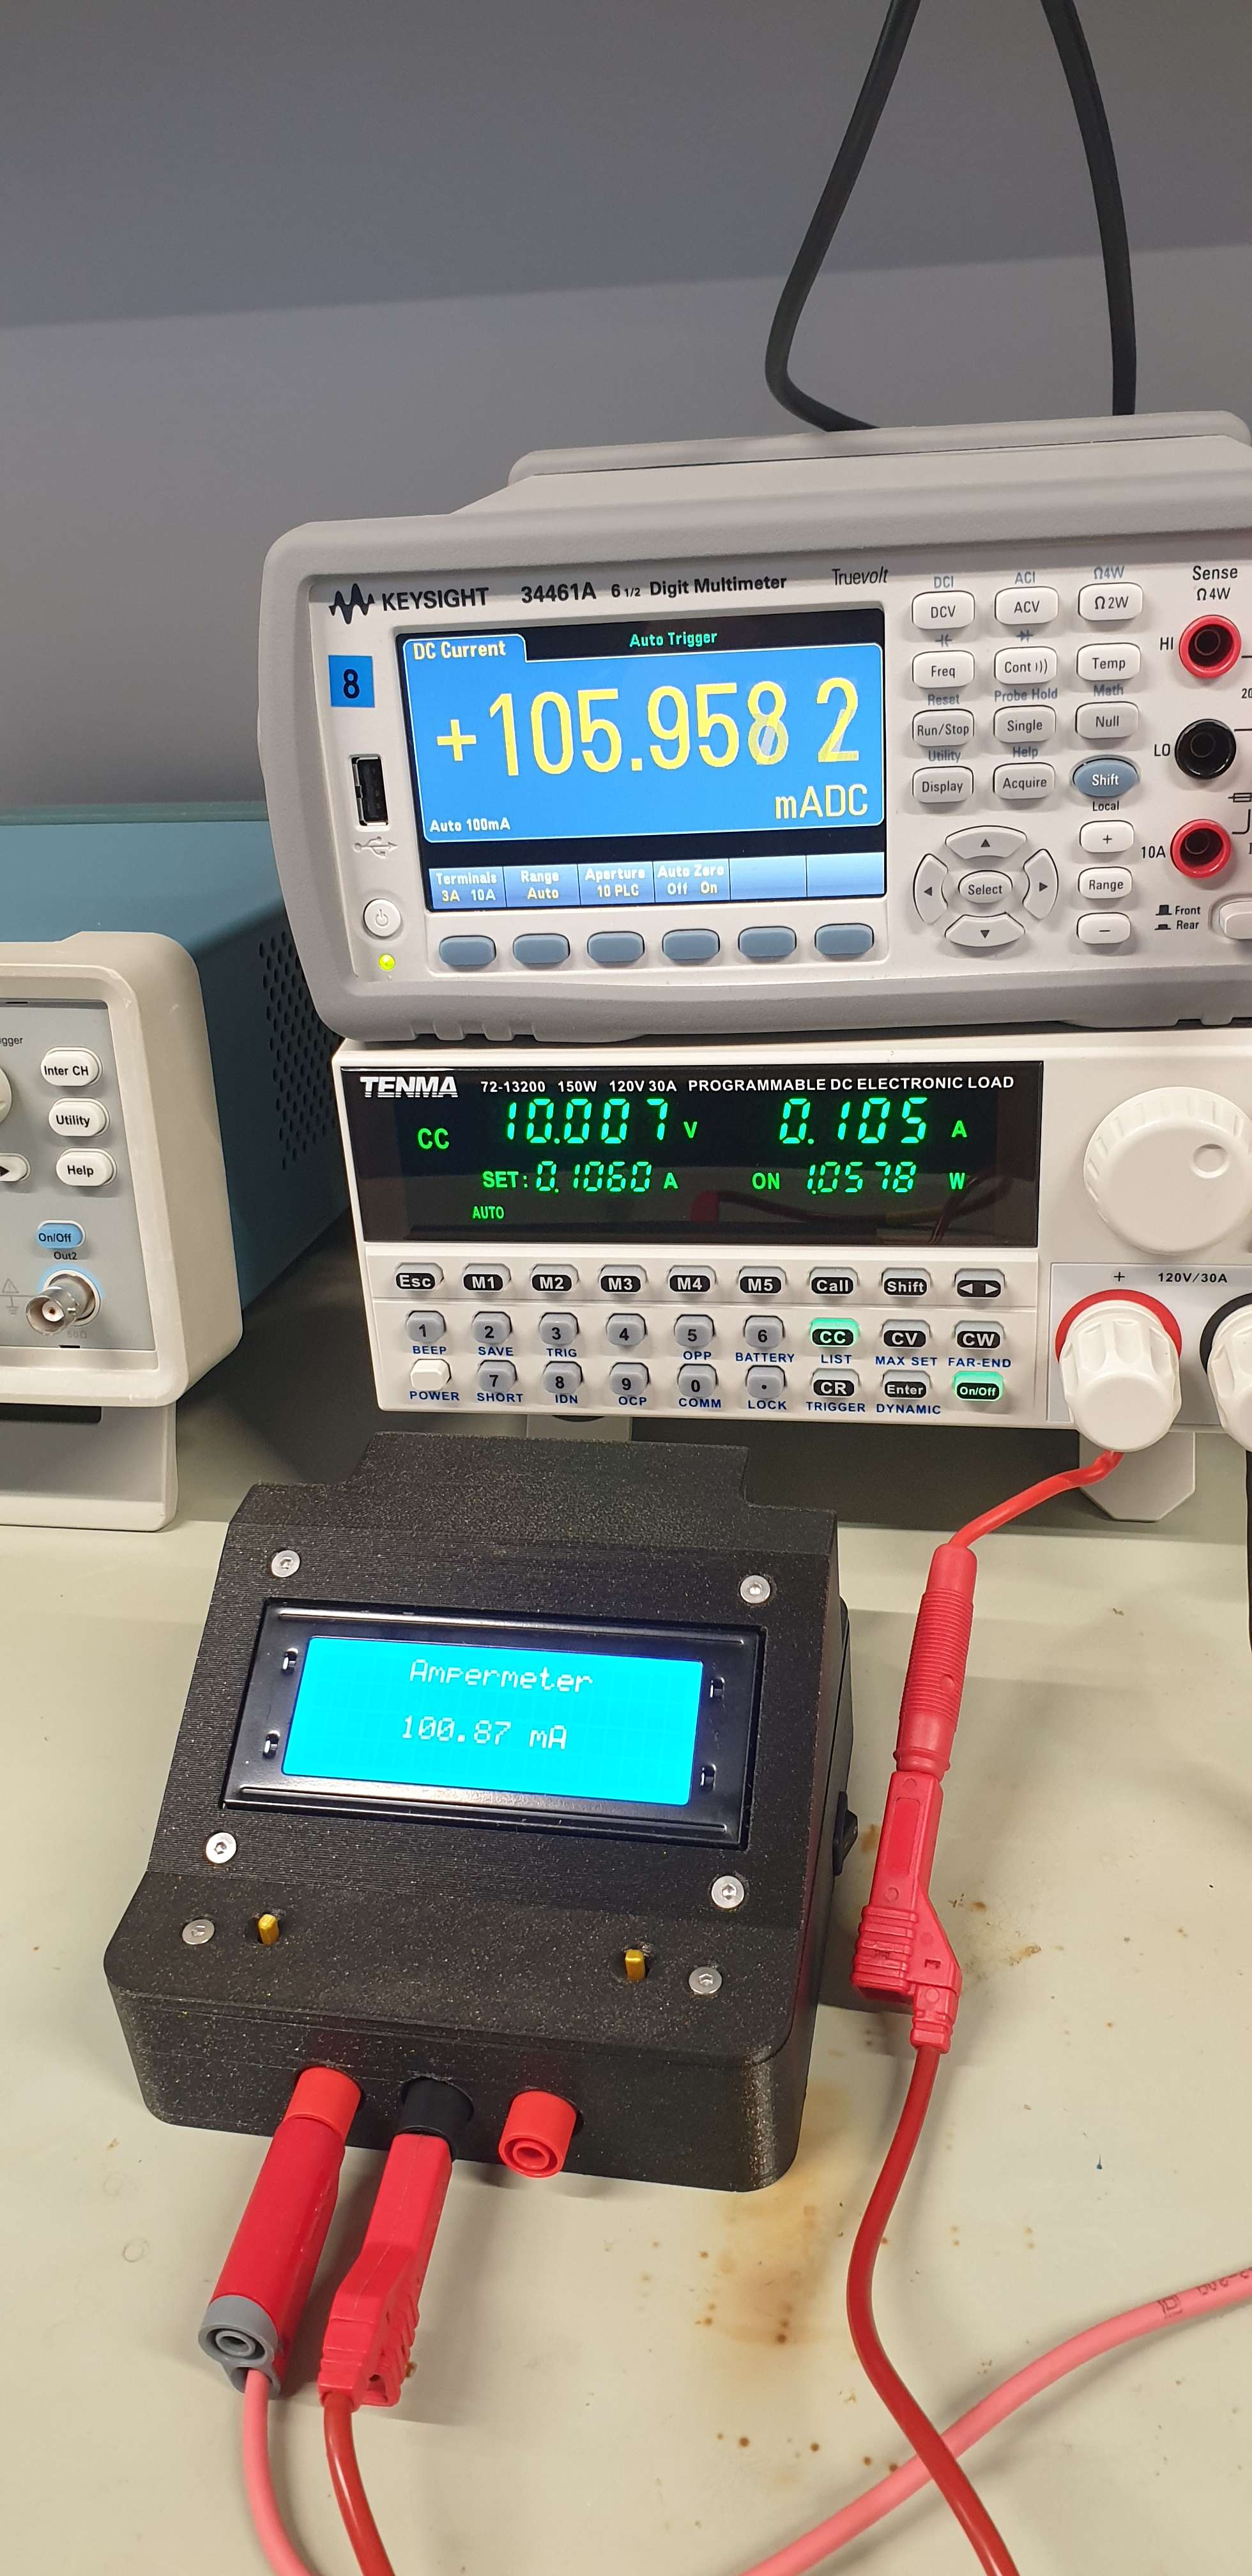 KEYSIGHT 34461A 6 1/2 Digit Multimeter Truevolt
8
DC Current Auto Trigger
+105.958 2
mADC
Auto 100mA
Terminals Range Aperture Auto Zero
3A 10A Auto 10 PLC Off On
DCI ACI Ω4W
DCV ACV Ω2W
Freq Cont Temp
Reset Probe Hold Math
Run/Stop Single Null
Utility Help
Display Acquire Shift
Local
+
Select Range
−
Sense
Ω4W
HI
LO
10A
Front
Rear
Inter CH
Utility
Help
On/Off
Out2
50Ω
TENMA 72-13200 150W 120V 30A PROGRAMMABLE DC ELECTRONIC LOAD
CC 10.007 V 0.105 A
SET: 0.1060 A ON 1.0578 W
AUTO
Esc M1 M2 M3 M4 M5 Call Shift
1 2 3 4 5 6 CC CV CW
BEEP SAVE TRIG OPP BATTERY LIST MAX SET FAR-END
7 8 9 0 . CR Enter On/Off
POWER SHORT IDN OCP COMM LOCK TRIGGER DYNAMIC
+ 120V/30A
Ampermeter
100.87 mA